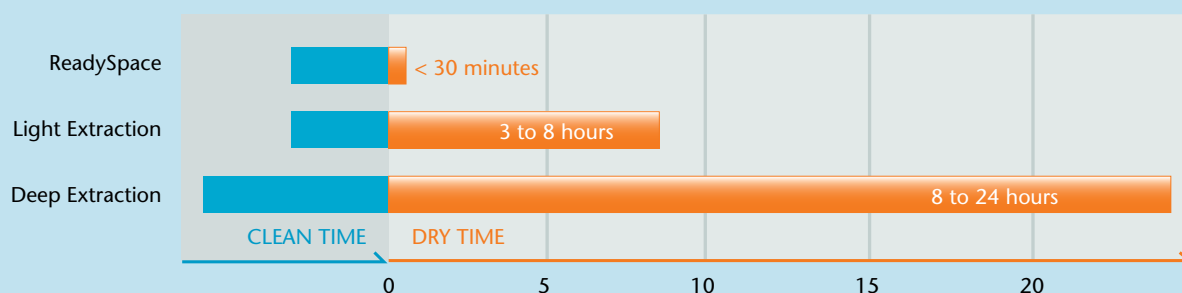 ReadySpace
< 30 minutes
Light Extraction
3 to 8 hours
Deep Extraction
8 to 24 hours
CLEAN TIME
DRY TIME
0
5
10
15
20